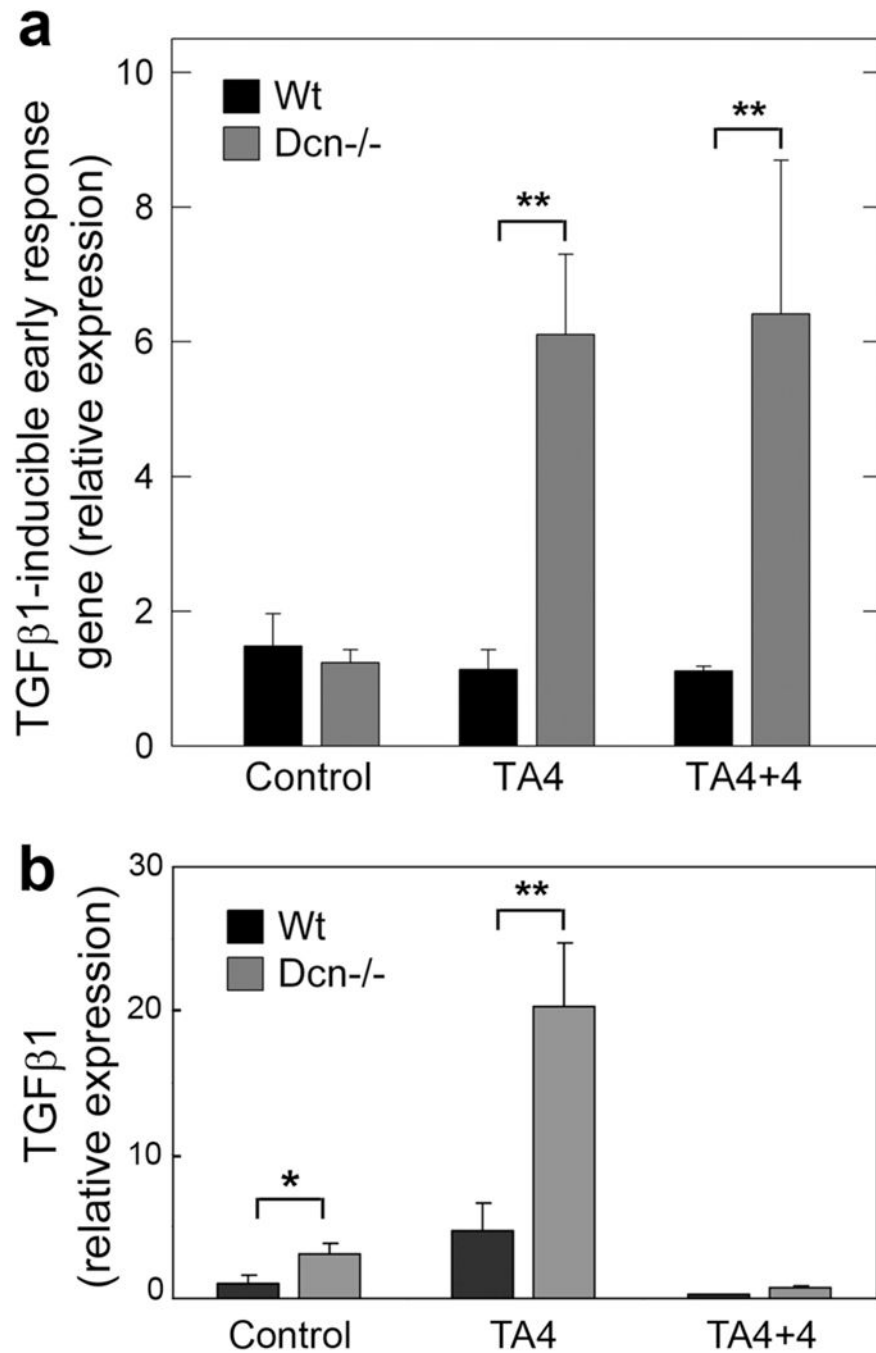 a
TGFβ1-inducible early response
gene (relative expression)
10
8
6
4
2
0
Wt
Dcn-/-
**
**
Control
TA4
TA4+4
b
TGFβ1
(relative expression)
30
20
10
0
Wt
Dcn-/-
*
**
Control
TA4
TA4+4